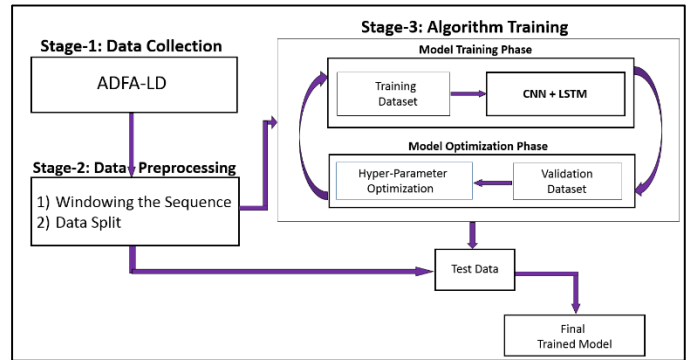 Stage-1: Data Collection
ADFA-LD
Stage-2: Data Preprocessing
1) Windowing the Sequence
2) Data Split
Stage-3: Algorithm Training
Model Training Phase
Training
Dataset
CNN + LSTM
Model Optimization Phase
Hyper-Parameter
Optimization
Validation
Dataset
Test Data
Final
Trained Model